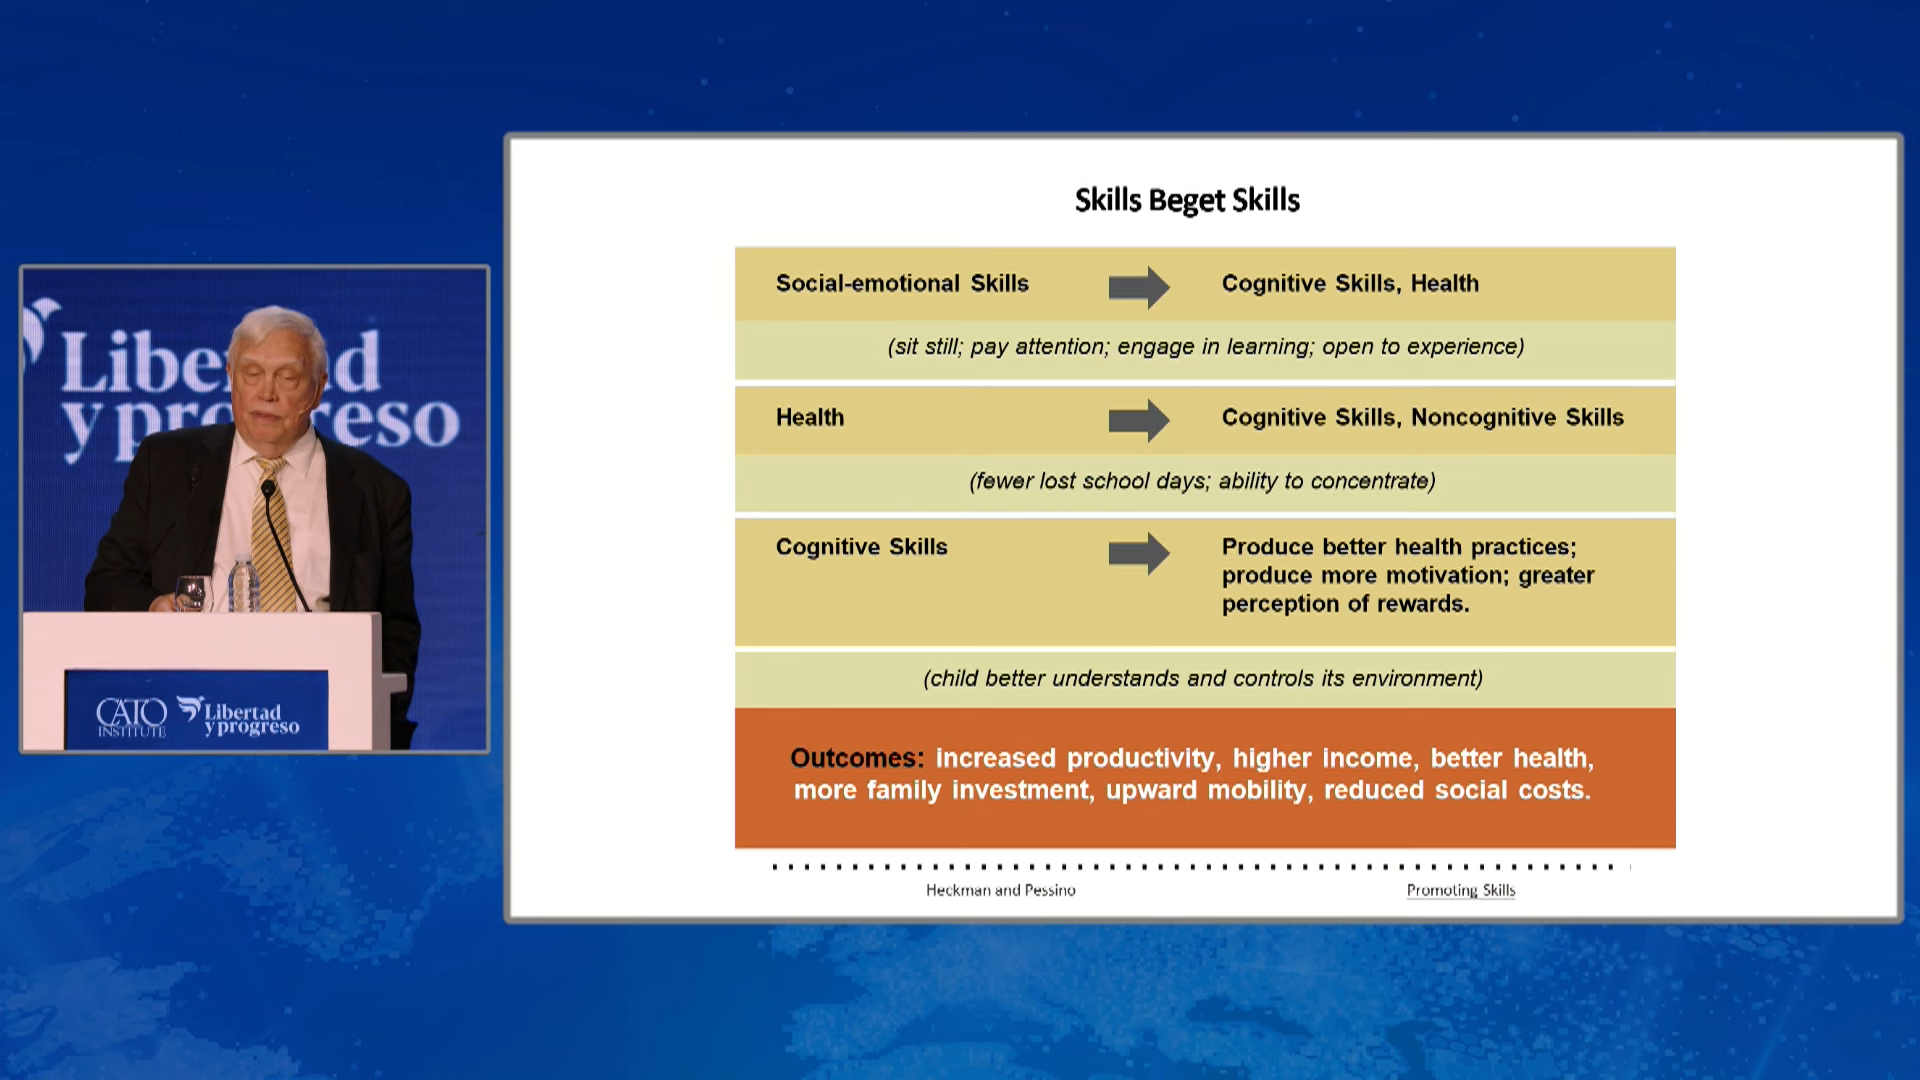 Skills Beget Skills
Social-emotional Skills
Cognitive Skills, Health
(sit still; pay attention; engage in learning; open to experience)
Health
Cognitive Skills, Noncognitive Skills
(fewer lost school days; ability to concentrate)
Cognitive Skills
Produce better health practices;
produce more motivation; greater
perception of rewards.
(child better understands and controls its environment)
Outcomes: increased productivity, higher income, better health,
more family investment, upward mobility, reduced social costs.
Heckman and Pessino
Promoting Skills
CATO
INSTITUTE
Libertad
y progreso